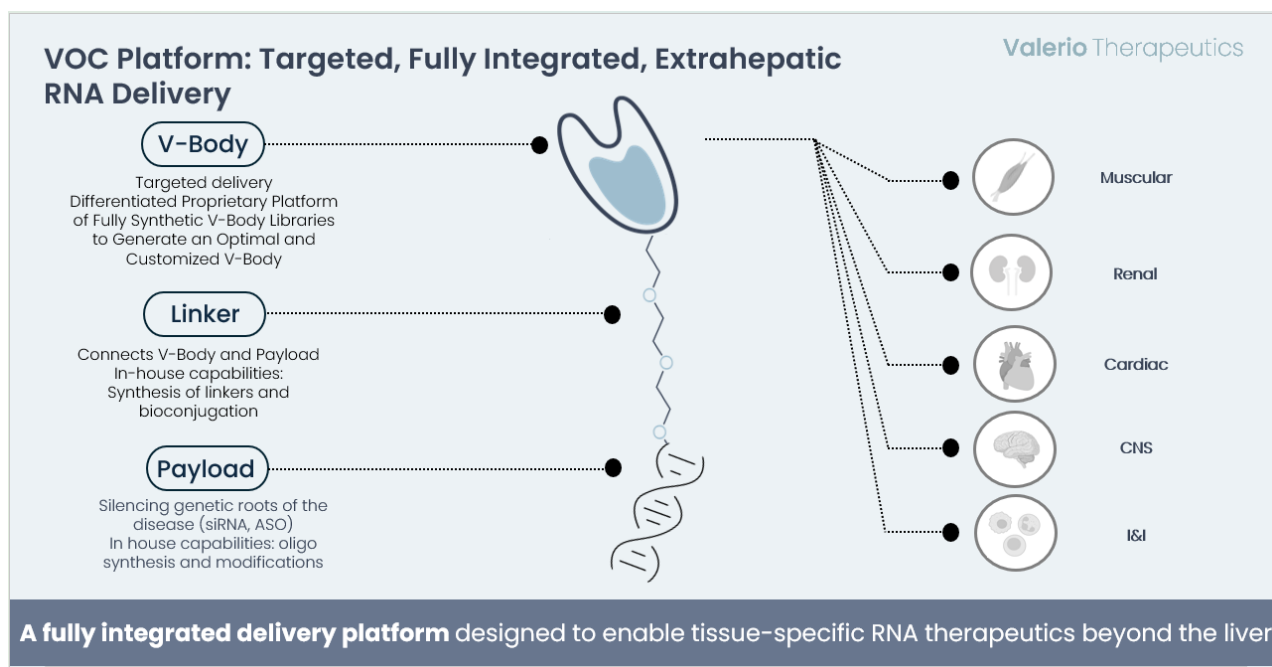 VOC Platform: Targeted, Fully Integrated, Extrahepatic
RNA Delivery
Valerio Therapeutics
V-Body
Targeted delivery
Differentiated Proprietary Platform
of Fully Synthetic V-Body Libraries
to Generate an Optimal and
Customized V-Body
Linker
Connects V-Body and Payload
In-house capabilities:
Synthesis of linkers and
bioconjugation
Payload
Silencing genetic roots of the
disease (siRNA, ASO)
In house capabilities: oligo
synthesis and modifications
Muscular
Renal
Cardiac
CNS
I&I
A fully integrated delivery platform designed to enable tissue-specific RNA therapeutics beyond the liver